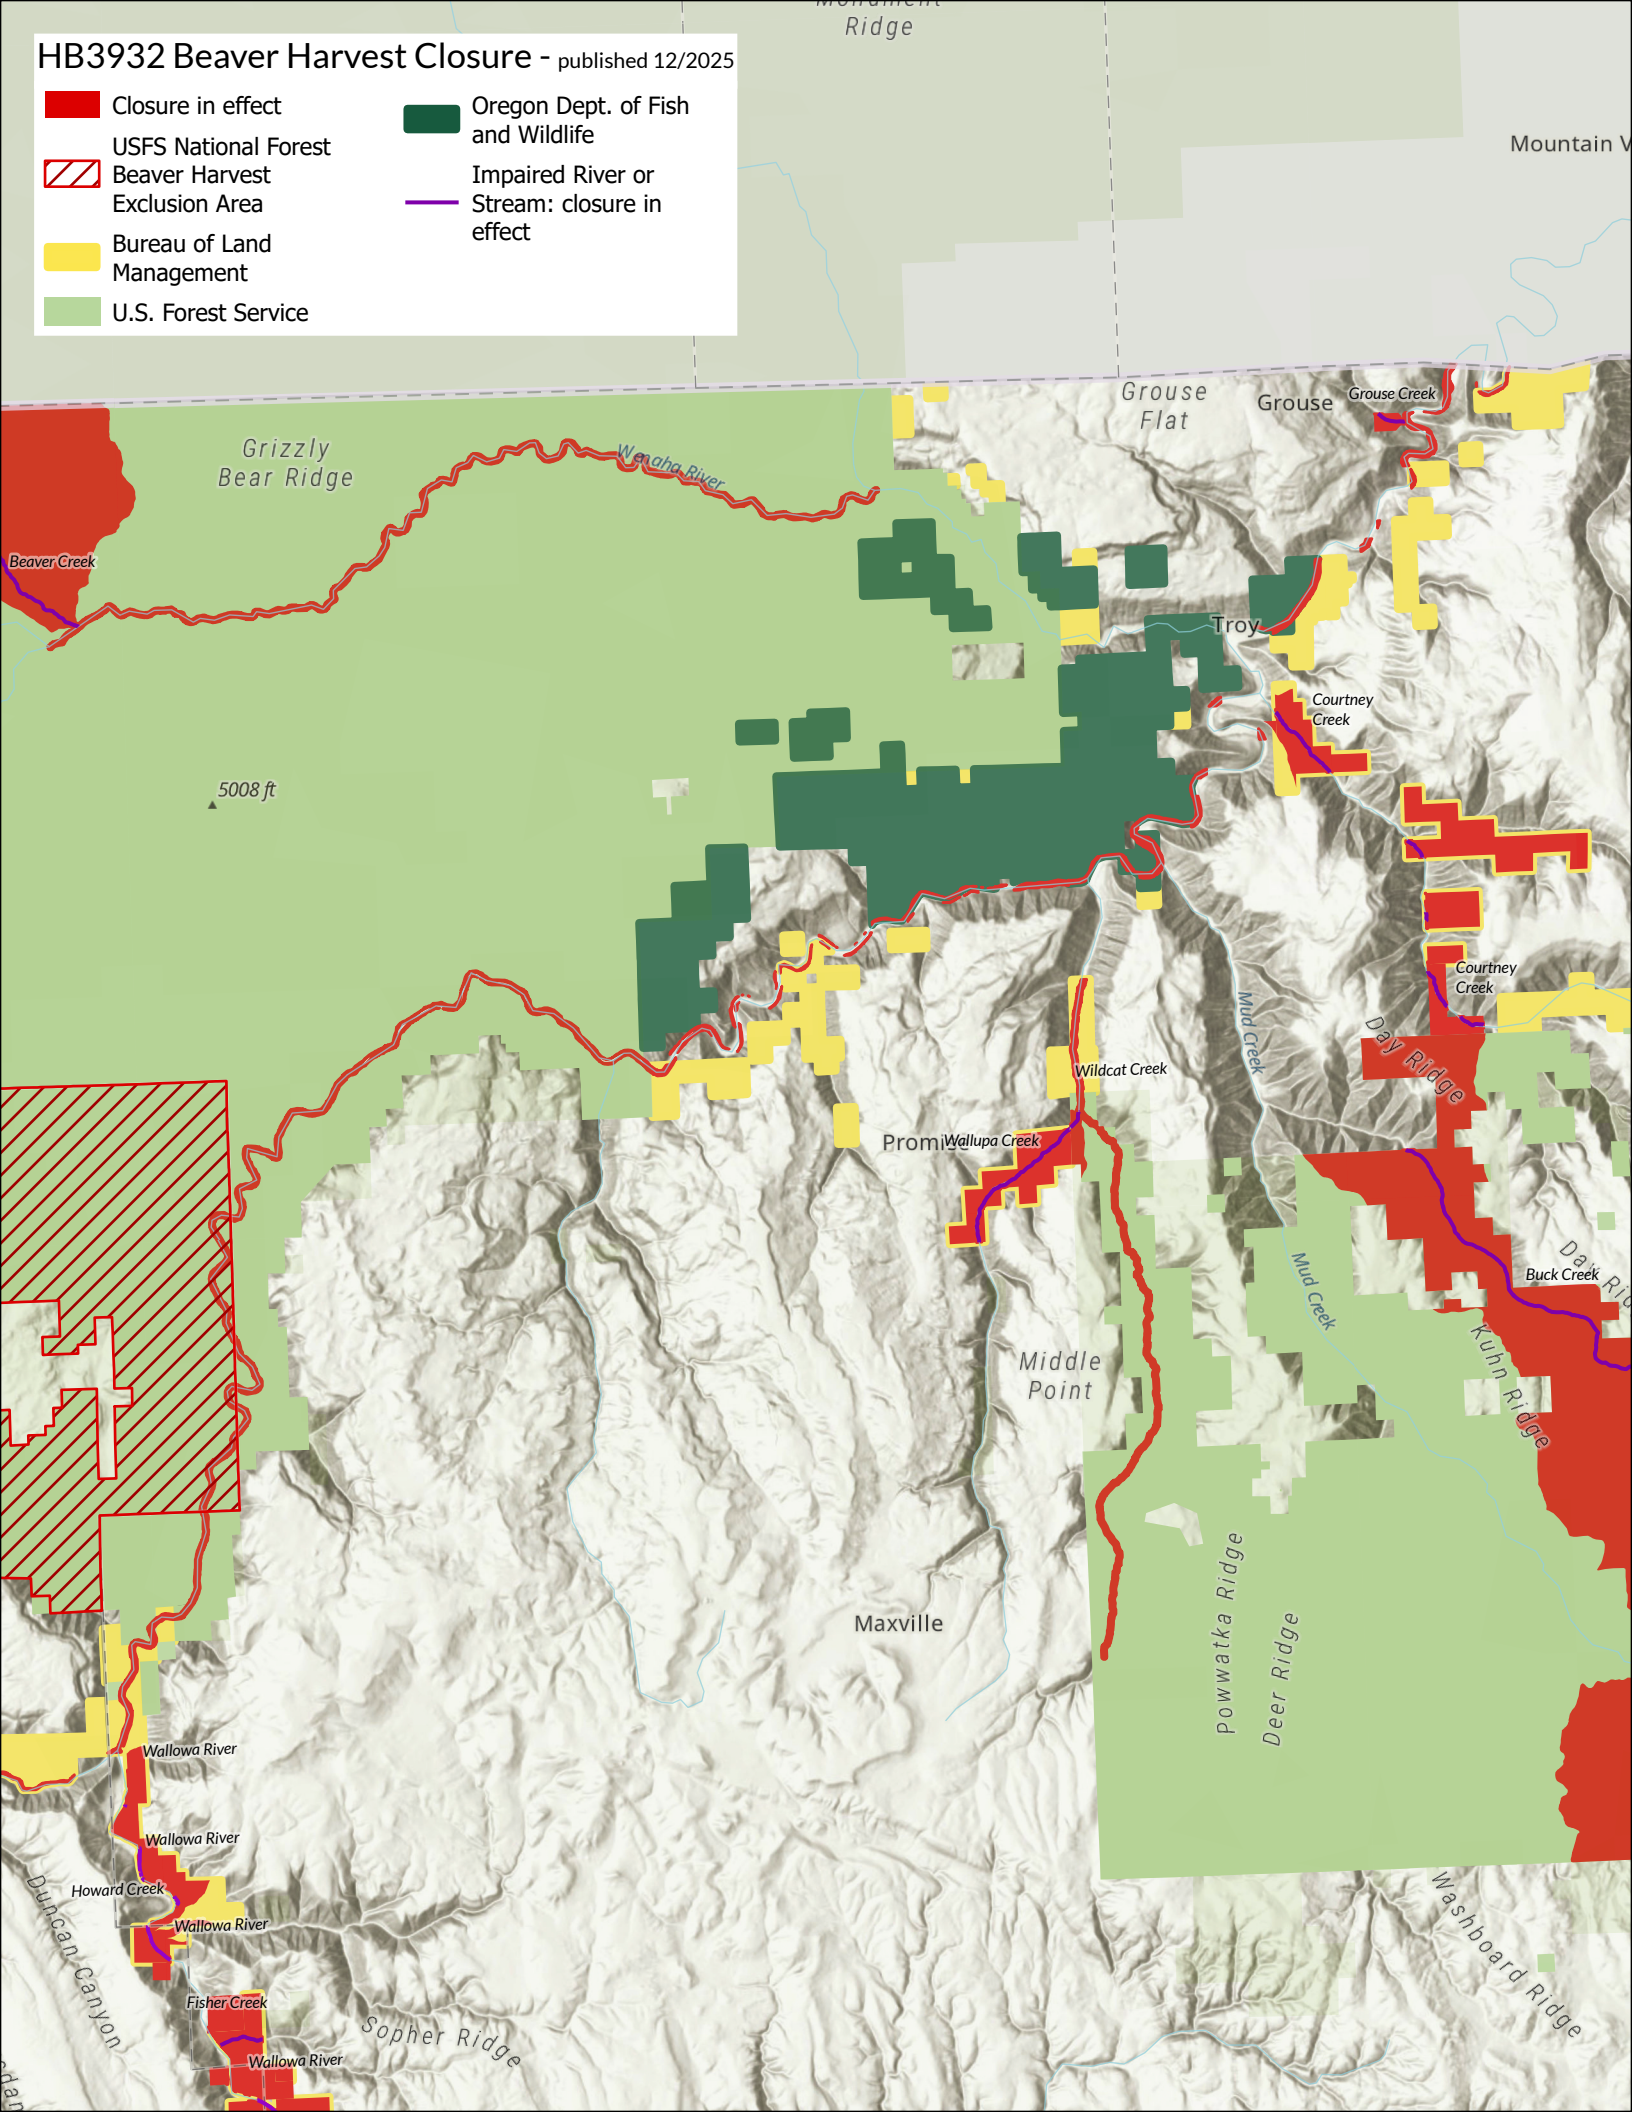 Ridge
HB3932 Beaver Harvest Closure - published 12/2025
Closure in effect
USFS National Forest
Beaver Harvest
Exclusion Area
Bureau of Land
Management
U.S. Forest Service
Oregon Dept. of Fish
and Wildlife
Impaired River or
Stream: closure in
effect
Mountain V
Grouse
Flat
Grouse
Grouse Creek
Grizzly
Bear Ridge
Wenaha River
Beaver Creek
Troy
Courtney
Creek
5008 ft
Courtney
Creek
Mud Creek
Day Ridge
Wildcat Creek
Promise
Wallupa Creek
Day Rid
Buck Creek
Mud Creek
Kuhn Ridge
Middle
Point
Maxville
Powwatka Ridge
Deer Ridge
Wallowa River
Wallowa River
Howard Creek
Wallowa River
Duncan Canyon
Washboard Ridge
Fisher Creek
Sopher Ridge
Wallowa River